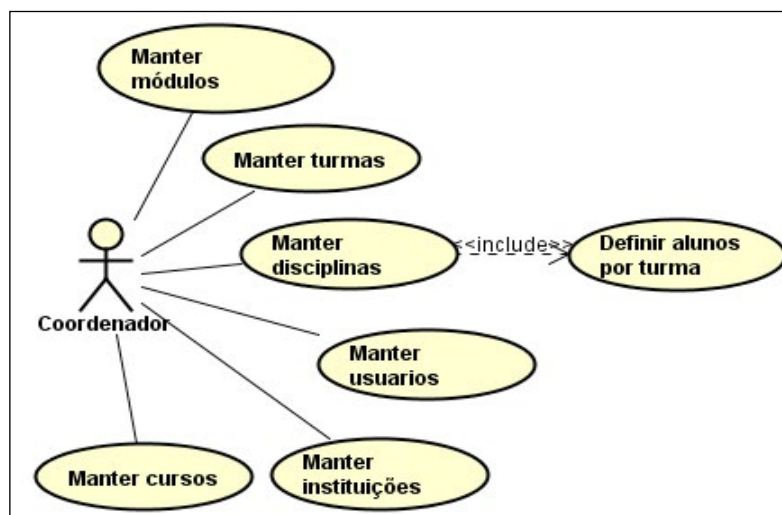 Manter
módulos
Manter turmas
Manter
disciplinas
<<include>>
Definir alunos
por turma
Coordenador
Manter
usuarios
Manter cursos
Manter
instituições